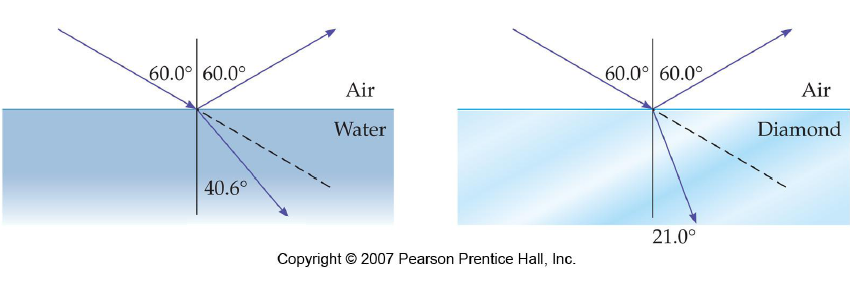 60.0° 60.0°
Air
Water
40.6°
60.0° 60.0°
Air
Diamond
21.0°
Copyright © 2007 Pearson Prentice Hall, Inc.